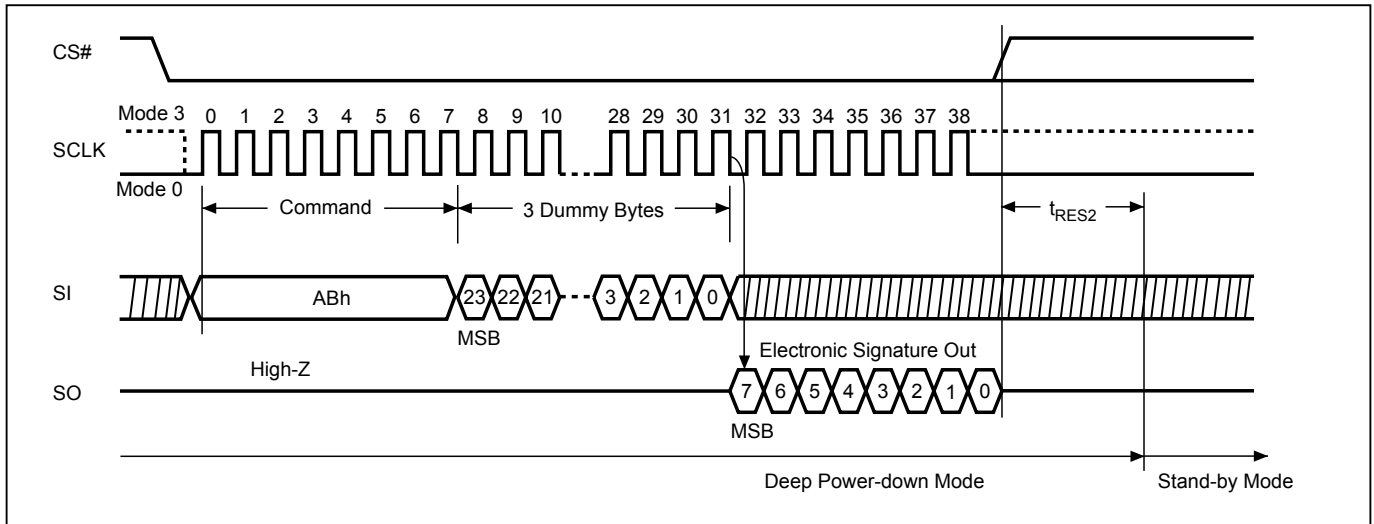 CS#
Mode 3 0 1 2 3 4 5 6 7 8 9 10 28 29 30 31 32 33 34 35 36 37 38
SCLK
Mode 0
Command 3 Dummy Bytes tRES2
SI ABh 23 22 21 3 2 1 0
MSB
High-Z Electronic Signature Out
SO 7 6 5 4 3 2 1 0
MSB
Deep Power-down Mode Stand-by Mode